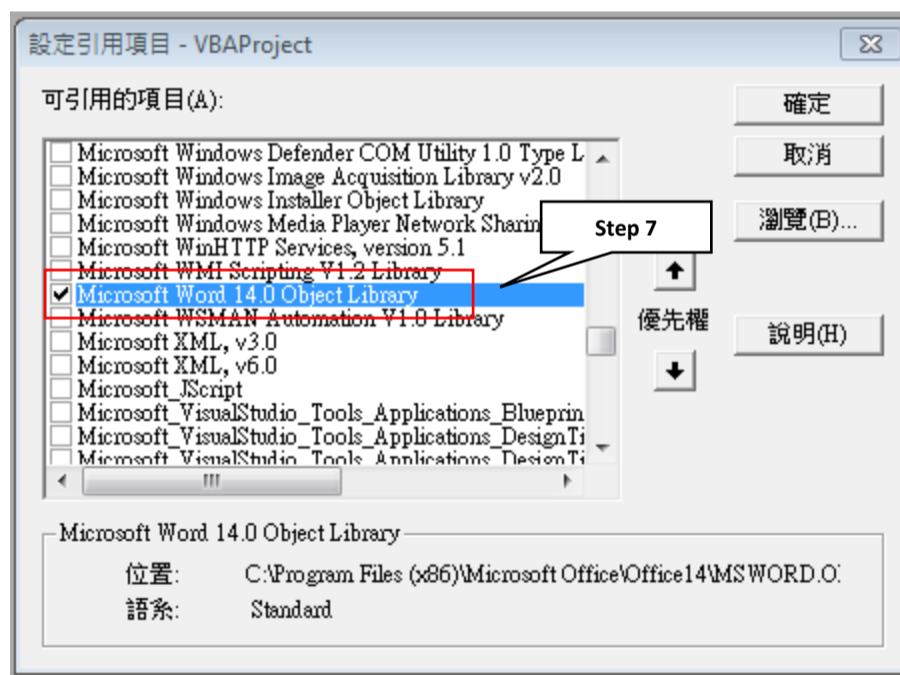 設定引用項目 - VBAProject
可引用的項目(A):
確定
取消
瀏覽(B)...
Microsoft Windows Defender COM Utility 1.0 Type L
Microsoft Windows Image Acquisition Library v2.0
Microsoft Windows Installer Object Library
Microsoft Windows Media Player Network Sharin
Microsoft WinHTTP Services, version 5.1
Microsoft WMI Scripting V1.2 Library
Microsoft Word 14.0 Object Library
Microsoft WSMAN Automation V1.0 Library
Microsoft XML, v3.0
Microsoft XML, v6.0
Microsoft_JScript
Microsoft_VisualStudio_Tools_Applications_Blueprin
Microsoft_VisualStudio_Tools_Applications_DesignTi
Microsoft_VisualStudio_Tools_Applications_DesignTi
Step 7
優先權
說明(H)
Microsoft Word 14.0 Object Library
位置: C:\Program Files (x86)\Microsoft Office\Office14\MSWORD.O
語系: Standard